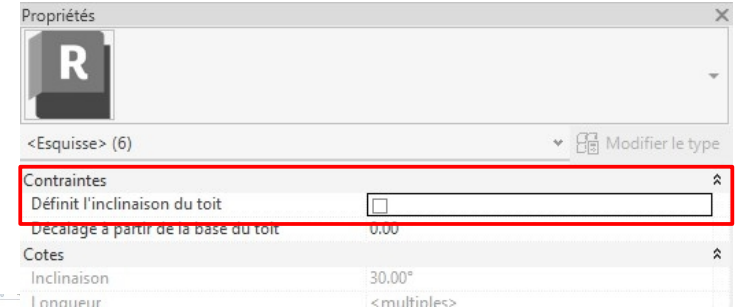 Propriétés
R
<Esquisse> (6) Modifier le type
Contraintes
Définit l'inclinaison du toit
Décalage à partir de la base du toit 0.00
Cotes
Inclinaison 30.00°
Longueur <multiples>